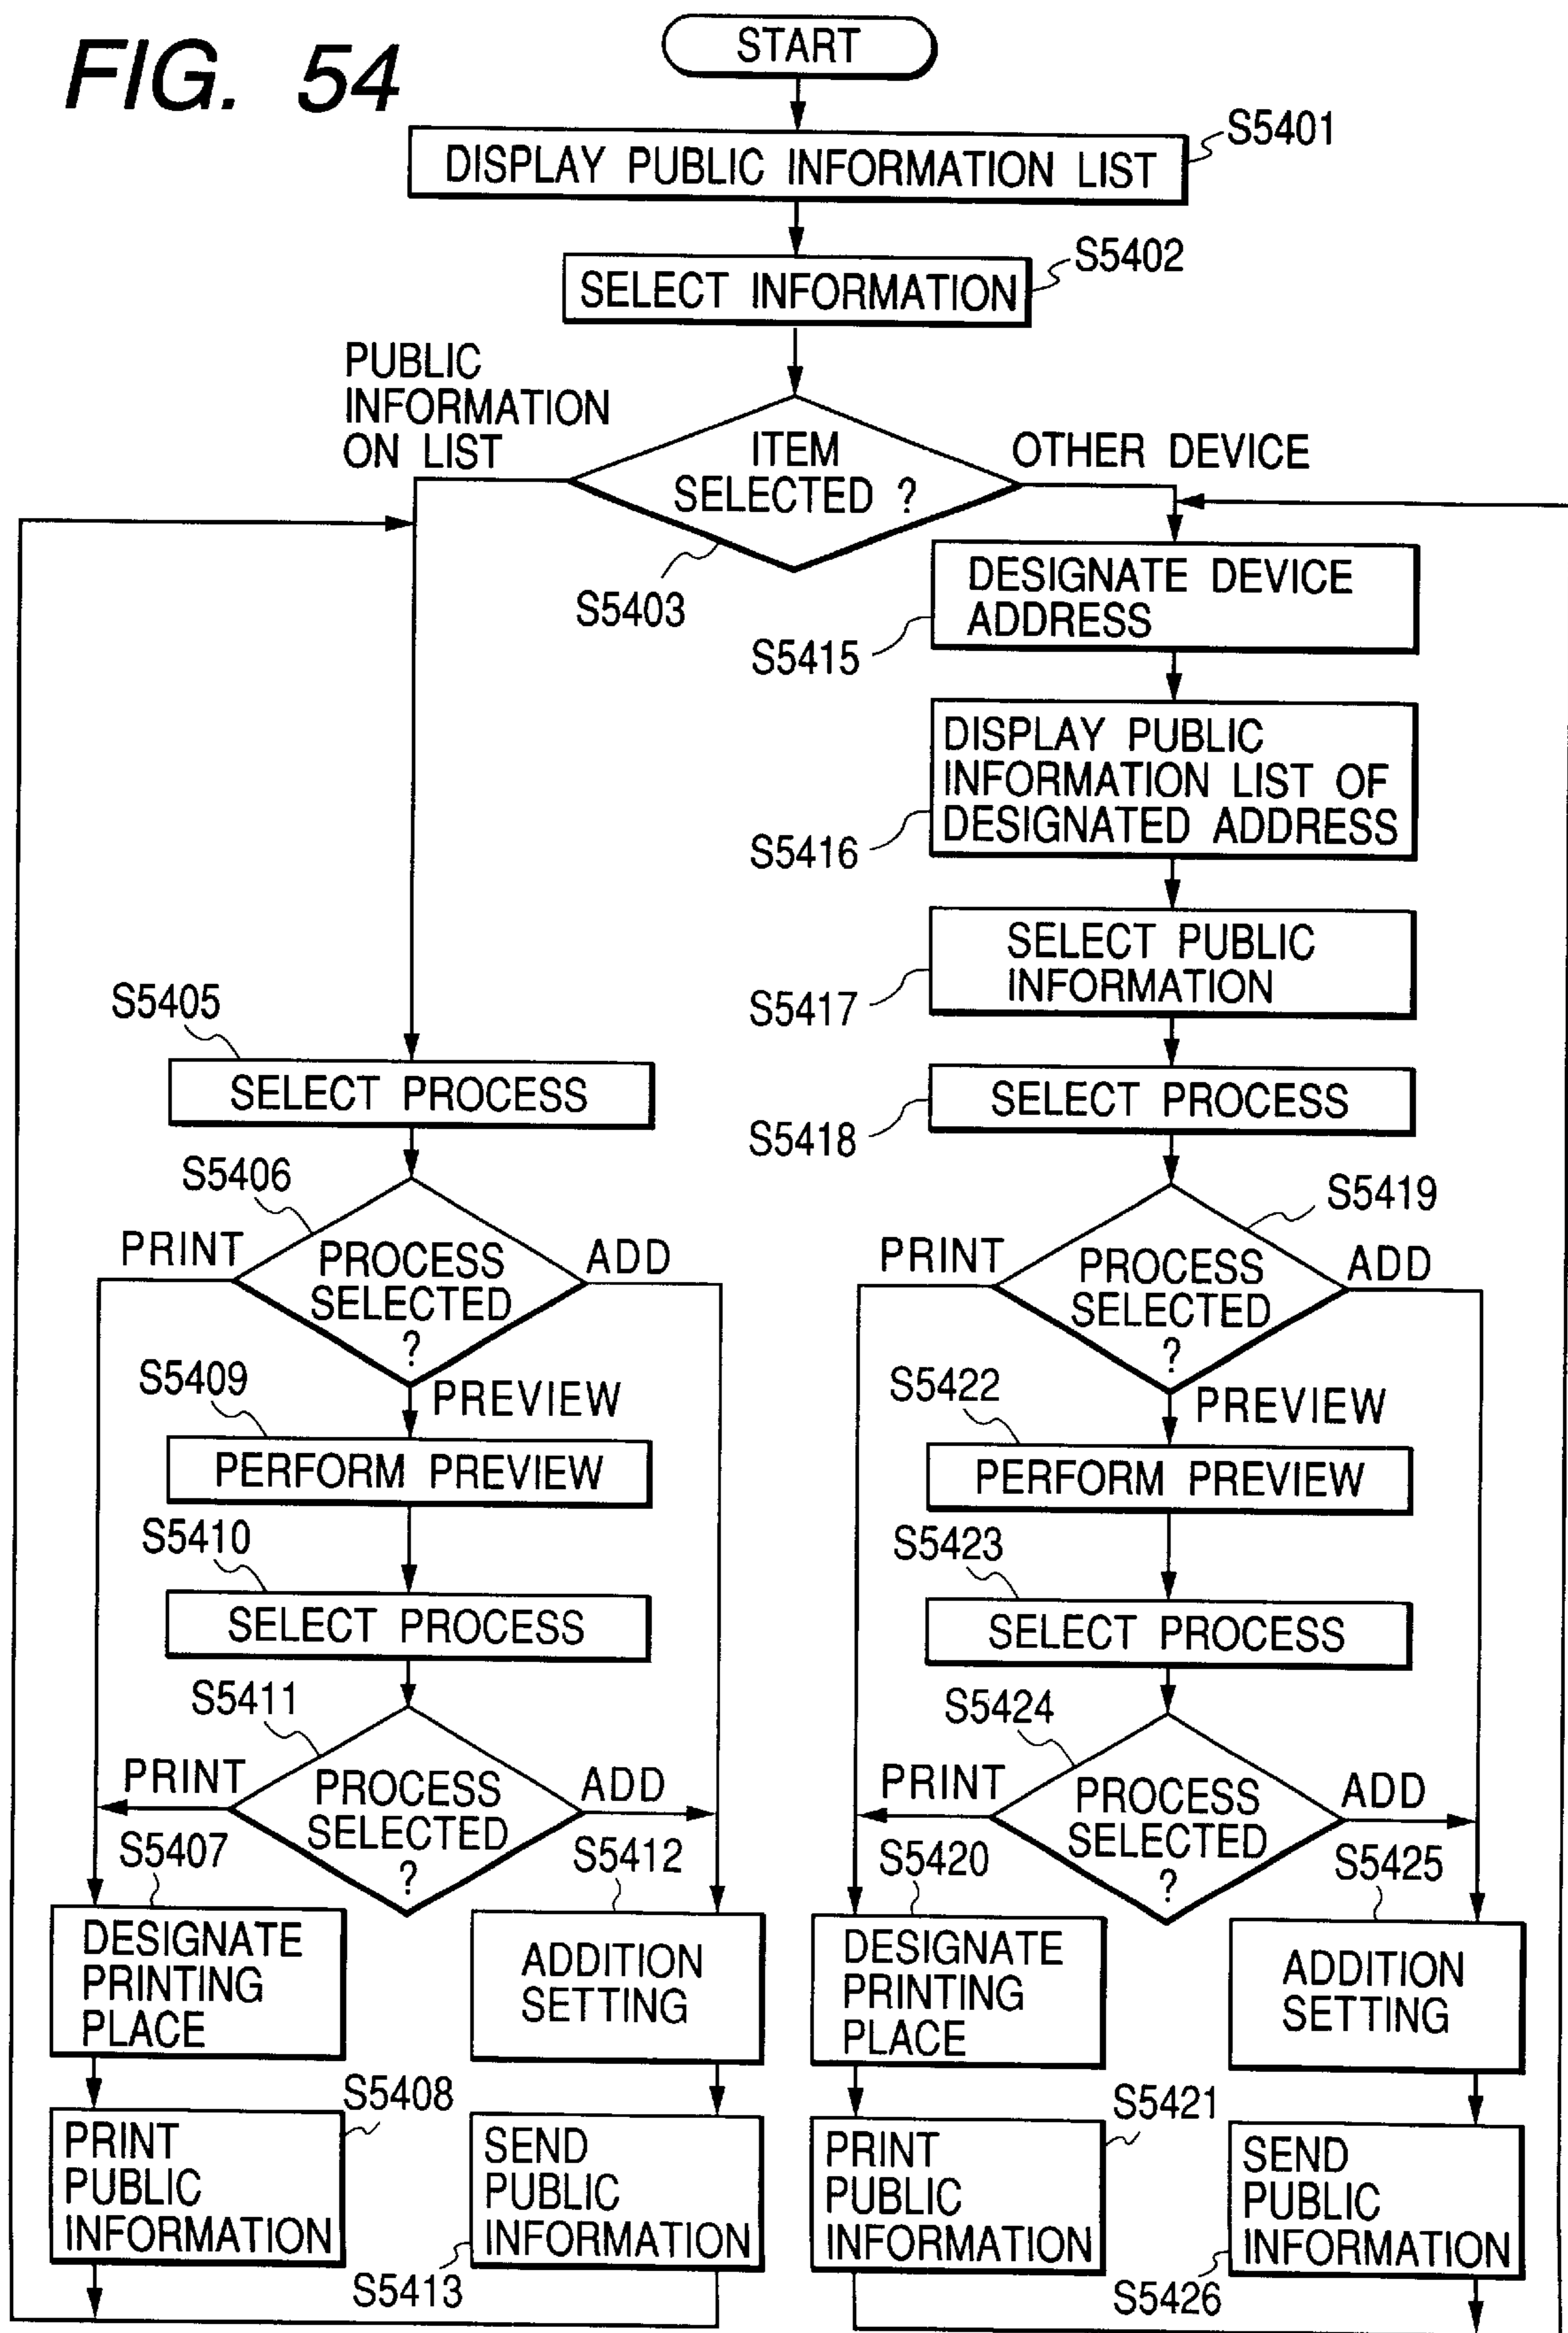 FIG. 54
START
S5401
DISPLAY PUBLIC INFORMATION LIST
S5402
SELECT INFORMATION
PUBLIC
INFORMATION
ON LIST
ITEM
SELECTED ?
OTHER DEVICE
S5403
DESIGNATE DEVICE
ADDRESS
S5415
DISPLAY PUBLIC
INFORMATION LIST OF
DESIGNATED ADDRESS
S5416
SELECT PUBLIC
INFORMATION
S5417
S5405
SELECT PROCESS
SELECT PROCESS
S5418
S5406
PRINT
PROCESS
SELECTED
?
ADD
PREVIEW
S5419
PRINT
PROCESS
SELECTED
?
ADD
PREVIEW
S5409
PERFORM PREVIEW
S5422
PERFORM PREVIEW
S5410
SELECT PROCESS
S5423
SELECT PROCESS
S5411
PRINT
PROCESS
SELECTED
?
ADD
S5424
PRINT
PROCESS
SELECTED
?
ADD
S5407
DESIGNATE
PRINTING
PLACE
S5412
ADDITION
SETTING
S5420
DESIGNATE
PRINTING
PLACE
S5425
ADDITION
SETTING
S5408
PRINT
PUBLIC
INFORMATION
SEND
PUBLIC
INFORMATION
S5413
S5421
PRINT
PUBLIC
INFORMATION
SEND
PUBLIC
INFORMATION
S5426